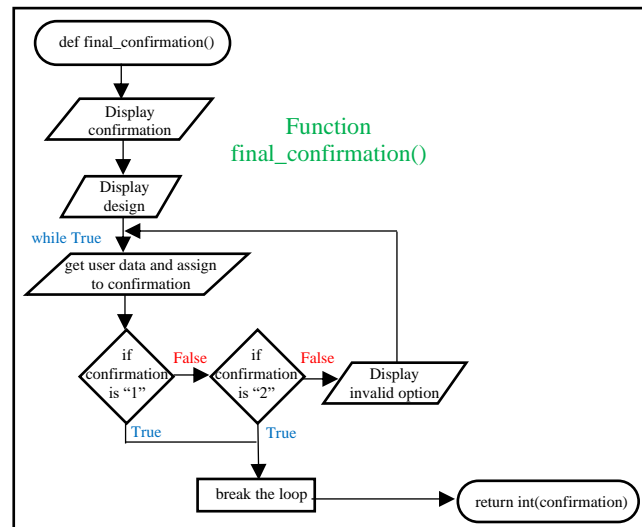 def final_confirmation()
Display
confirmation
Function
final_confirmation()
Display
design
while True
get user data and assign
to confirmation
if
confirmation
is “1”
False
if
confirmation
is “2”
False
Display
invalid option
True
True
break the loop
return int(confirmation)